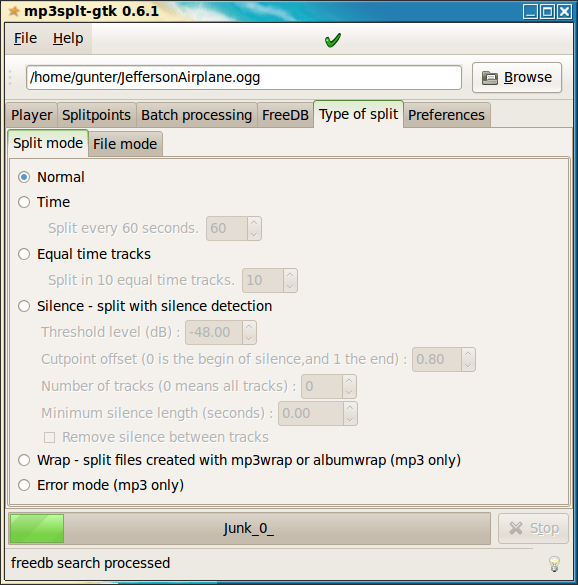 mp3splt-gtk 0.6.1
File Help
/home/gunter/JeffersonAirplane.ogg Browse
Player Splitpoints Batch processing FreeDB Type of split Preferences
Split mode File mode
Normal
Time
Split every 60 seconds. 60
Equal time tracks
Split in 10 equal time tracks. 10
Silence - split with silence detection
Threshold level (dB) : -48.00
Cutpoint offset (0 is the begin of silence,and 1 the end) : 0.80
Number of tracks (0 means all tracks) : 0
Minimum silence length (seconds) : 0.00
Remove silence between tracks
Wrap - split files created with mp3wrap or albumwrap (mp3 only)
Error mode (mp3 only)
Junk_0_ Stop
freedb search processed